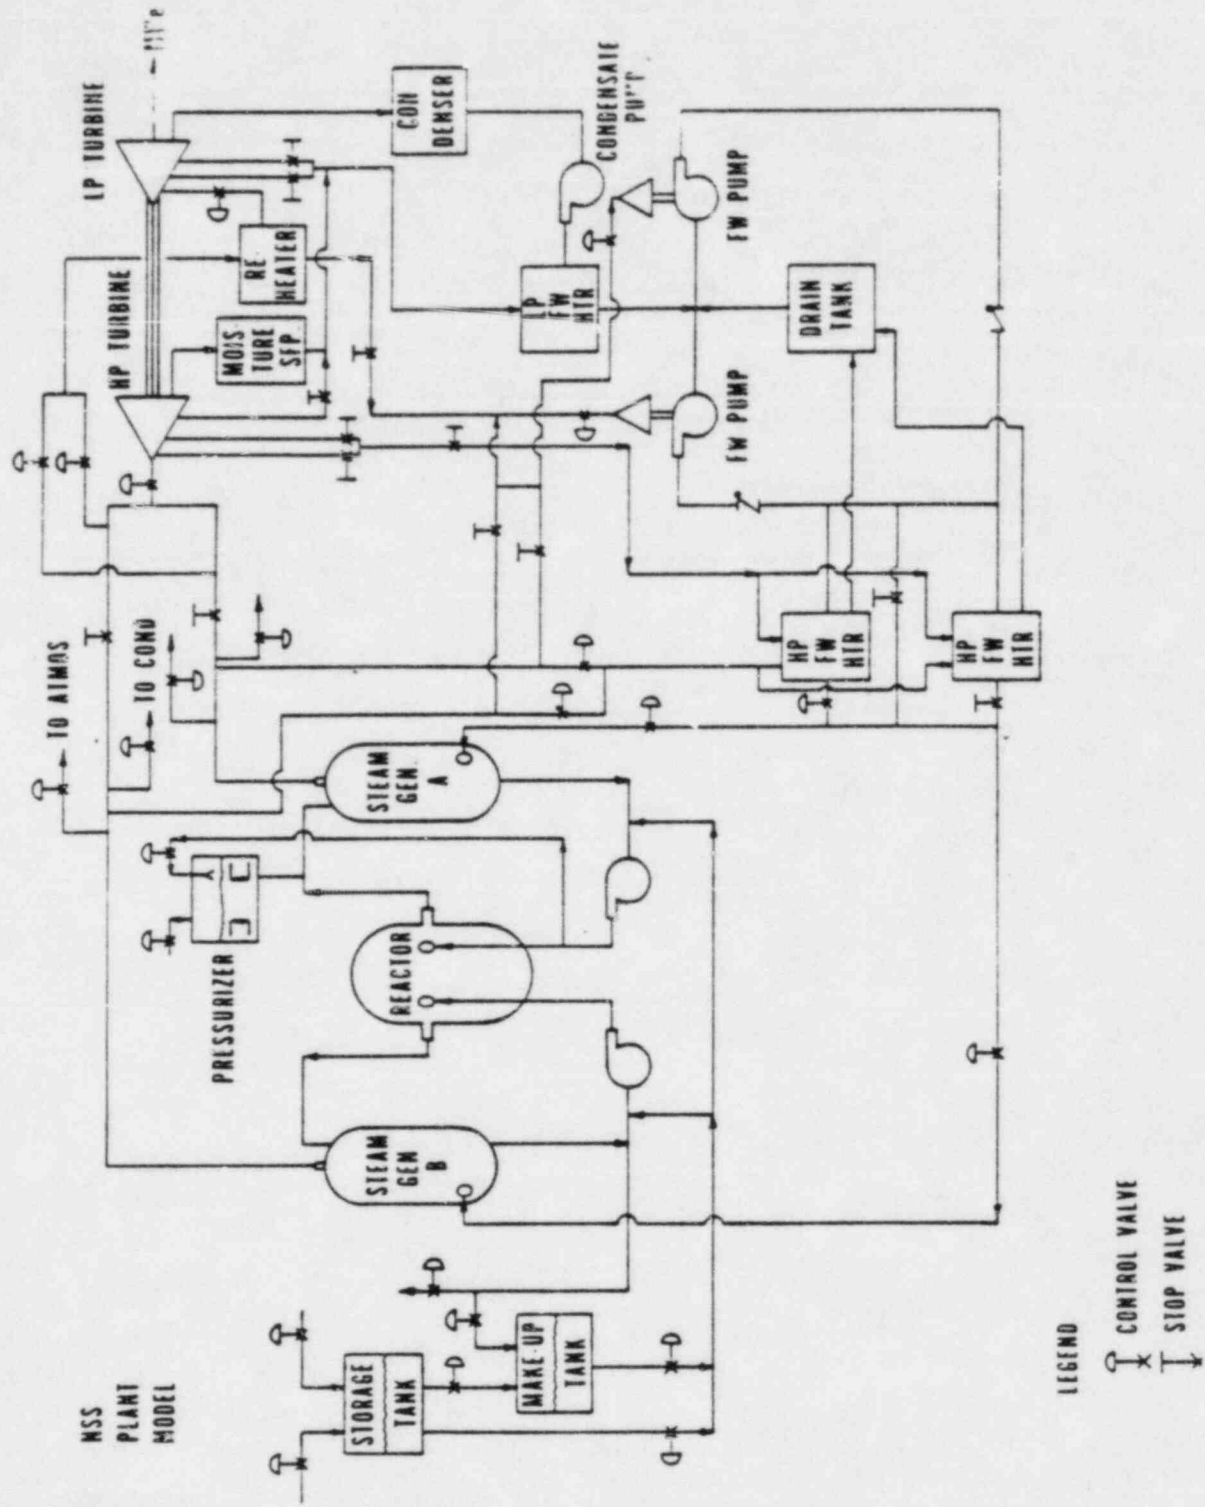 NSS
PLANT
MODEL
STORAGE
TANK
MAKE-UP
TANK
STEAM
GEN
B
PRESSURIZER
REACTOR
STEAM
GEN
A
TO ATMOS
TO COND
HP TURBINE
LP TURBINE
MOIS
TURE
SEP
RE-
HEATER
CON
DENSER
CONDENSATE
LP
FW
HTR
FW PUMP
FW PUMP
DRAIN
TANK
HP
FW
HTR
HP
FW
HTR
LEGEND
CONTROL VALVE
STOP VALVE